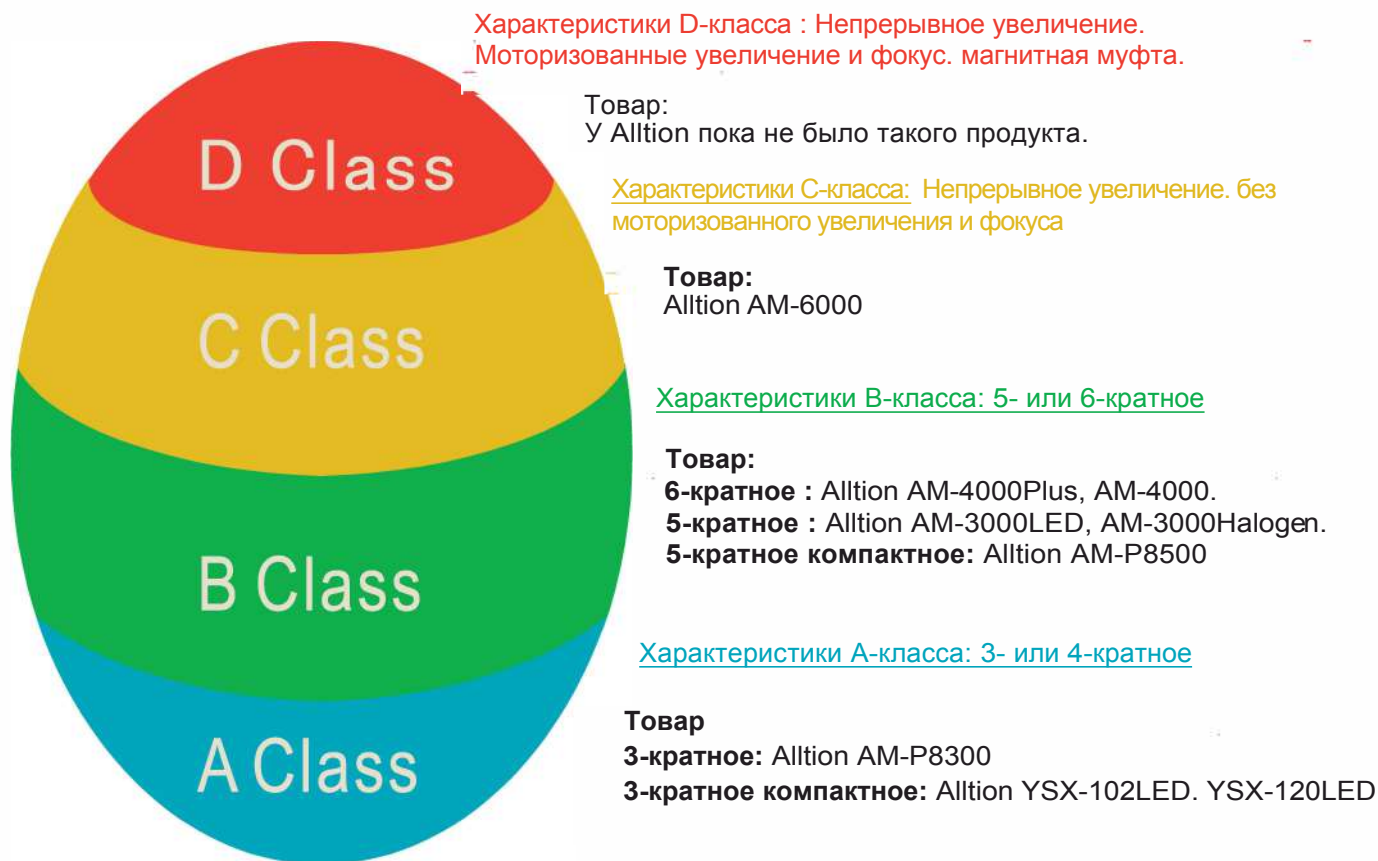 Характеристики D-класса : Непрерывное увеличение.
Моторизованные увеличение и фокус. магнитная муфта.
Товар:
У Alltion пока не было такого продукта.
D Class
Характеристики C-класса: Непрерывное увеличение. без
моторизованного увеличения и фокуса
Товар:
Alltion AM-6000
C Class
Характеристики B-класса: 5- или 6-кратное
Товар:
6-кратное : Alltion AM-4000Plus, AM-4000.
5-кратное : Alltion AM-3000LED, AM-3000Halogen.
5-кратное компактное: Alltion AM-P8500
B Class
Характеристики А-класса: 3- или 4-кратное
Товар
3-кратное: Alltion AM-P8300
3-кратное компактное: Alltion YSX-102LED. YSX-120LED
A Class